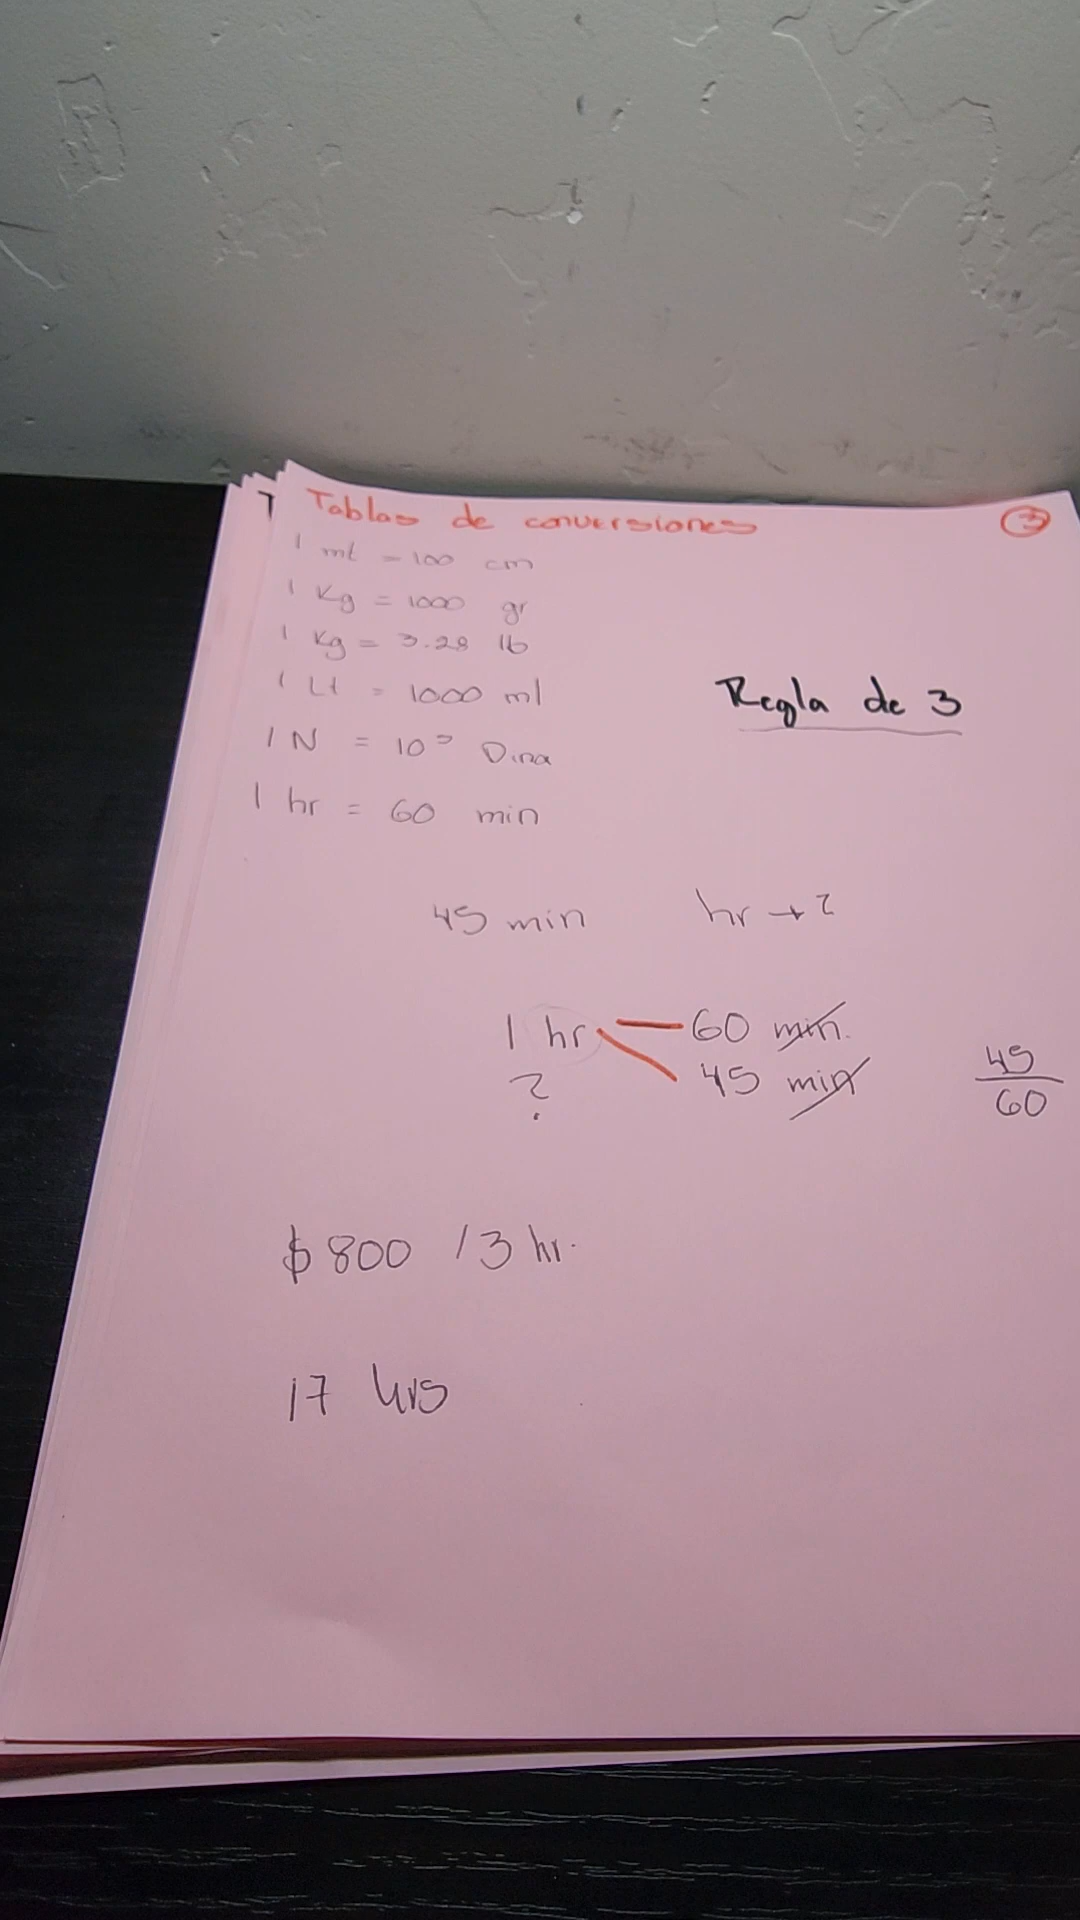 Tablas de conversiones 3
1 mt = 100 cm
1 Kg = 1000 gr
1 Kg = 3.28 lb
1 Lt = 1000 ml
Regla de 3
1 N = 10⁵ Dina
1 hr = 60 min
45 min hr → ?
1 hr 60 min.
? 45 min
45
60
$ 800 / 3 hr.
17 hrs